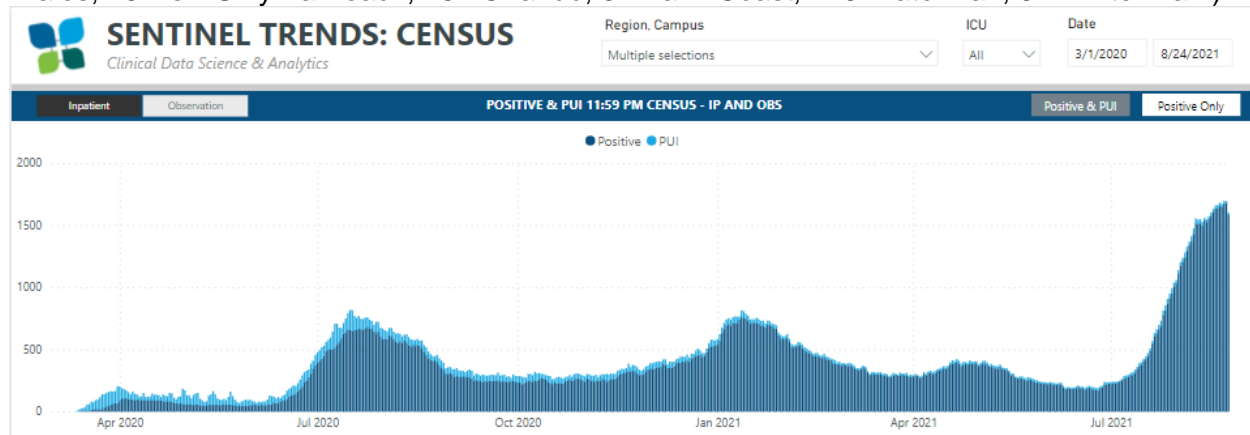 SENTINEL TRENDS: CENSUS
Clinical Data Science & Analytics
Region, Campus
Multiple selections
ICU
All
Date
3/1/2020 8/24/2021
Inpatient Observation
POSITIVE & PUI 11:59 PM CENSUS - IP AND OBS
Positive & PUI Positive Only
Positive PUI
2000
1500
1000
500
0
Apr 2020 Jul 2020 Oct 2020 Jan 2021 Apr 2021 Jul 2021